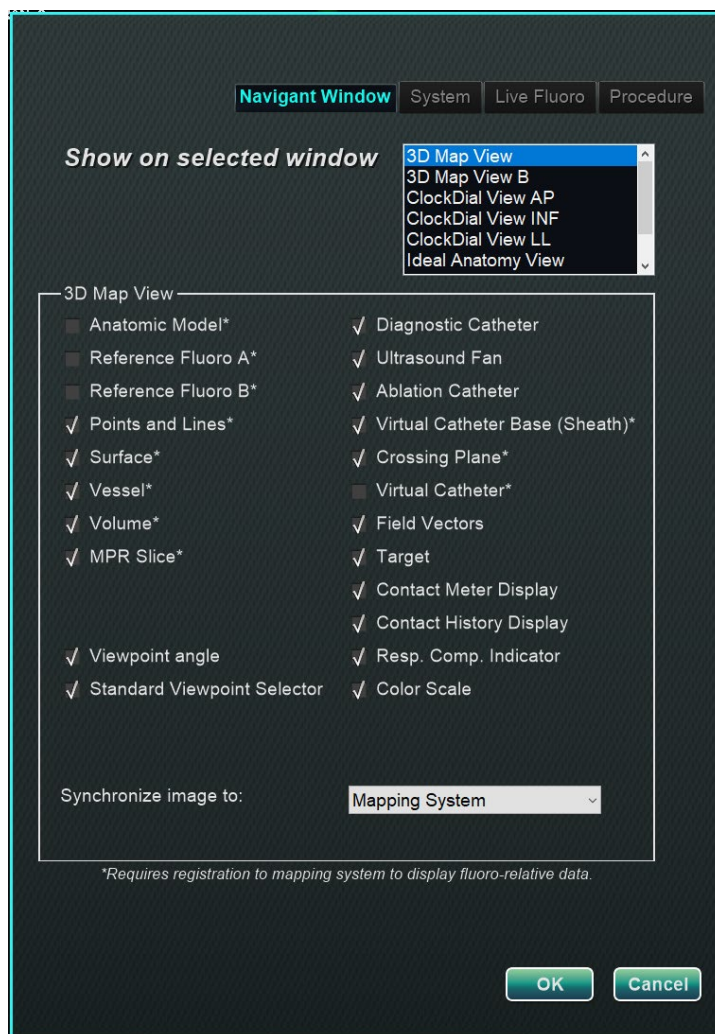 Navigant Window System Live Fluoro Procedure
Show on selected window
3D Map View
3D Map View B
ClockDial View AP
ClockDial View INF
ClockDial View LL
Ideal Anatomy View
3D Map View
Anatomic Model*
Reference Fluoro A*
Reference Fluoro B*
Points and Lines*
Surface*
Vessel*
Volume*
MPR Slice*
Viewpoint angle
Standard Viewpoint Selector
Diagnostic Catheter
Ultrasound Fan
Ablation Catheter
Virtual Catheter Base (Sheath)*
Crossing Plane*
Virtual Catheter*
Field Vectors
Target
Contact Meter Display
Contact History Display
Resp. Comp. Indicator
Color Scale
Synchronize image to: Mapping System
*Requires registration to mapping system to display fluoro-relative data.
OK Cancel